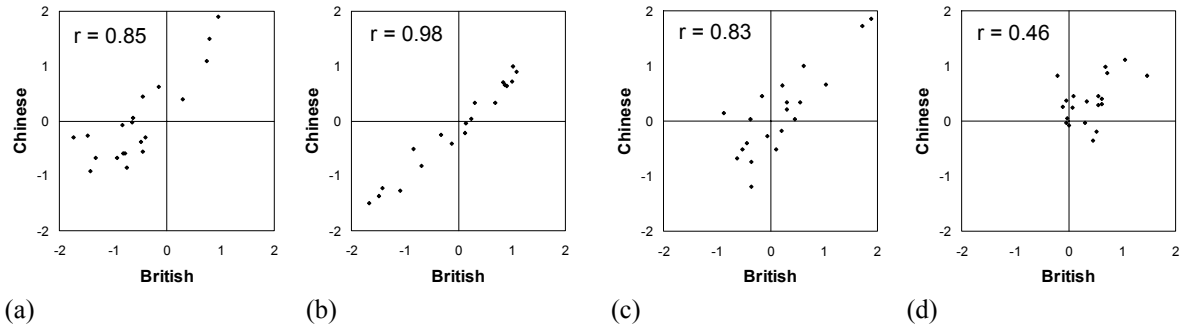 r = 0.85
2
1
0
-1
-2
Chinese
-2 -1 0 1 2
British
(a)
r = 0.98
2
1
0
-1
-2
Chinese
-2 -1 0 1 2
British
(b)
r = 0.83
2
1
0
-1
-2
Chinese
-2 -1 0 1 2
British
(c)
r = 0.46
2
1
0
-1
-2
Chinese
-2 -1 0 1 2
British
(d)